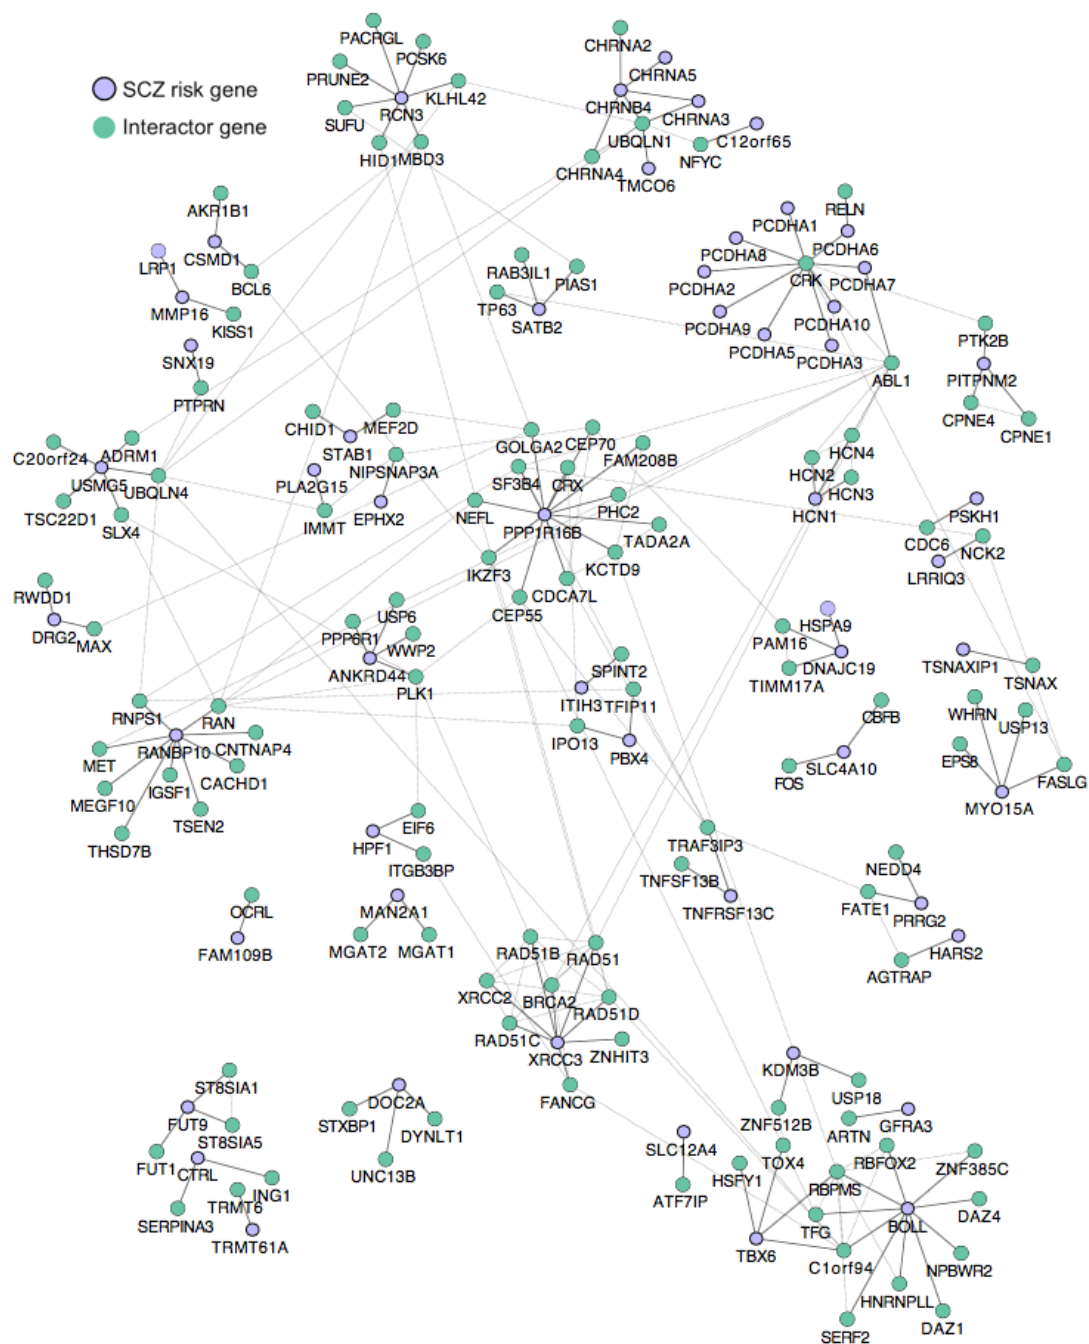 PACRGL
CHRNA2
PCSK6
CHRNA5
PRUNE2
SCZ risk gene
KLHL42
CHRNB4
RCN3
CHRNA3
Interactor gene
SUFU
UBQLN1
C12orf65
HID1
MBD3
NFYC
CHRNA4
TMCO6
AKR1B1
RELN
PCDHA1
PCDHA6
CSMD1
PCDHA8
LRP1
RAB3IL1
CRK
PCDHA7
BCL6
PIAS1
PCDHA2
MMP16
TP63
KISS1
SATB2
PCDHA9
PCDHA10
PTK2B
SNX19
PCDHA5
PCDHA3
ABL1
PITPNM2
PTPRN
CPNE4
CPNE1
MEF2D
CHID1
GOLGA2
CEP70
HCN4
C20orf24
ADRM1
STAB1
FAM208B
HCN2
NIPSNAP3A
SF3B4
CRX
USMG5
UBQLN4
PLA2G15
HCN3
PHC2
HCN1
PSKH1
TSC22D1
SLX4
IMMT
EPHX2
NEFL
PPP1R16B
TADA2A
CDC6
NCK2
IKZF3
KCTD9
LRRIQ3
RWDD1
CDCA7L
CEP55
USP6
HSPA9
DRG2
MAX
PPP6R1
WWP2
PAM16
DNAJC19
TSNAXIP1
ANKRD44
SPINT2
TIMM17A
TSNAX
PLK1
ITIH3
TFIP11
WHRN
USP13
RNPS1
RAN
CBFB
CNTNAP4
IPO13
MET
RANBP10
PBX4
EPS8
CACHD1
SLC4A10
IGSF1
FOS
FASLG
MEGF10
MYO15A
TSEN2
EIF6
THSD7B
HPF1
TRAF3IP3
ITGB3BP
NEDD4
TNFSF13B
OCRL
MAN2A1
FATE1
TNFRSF13C
PRRG2
FAM109B
MGAT2
MGAT1
RAD51B
RAD51
HARS2
AGTRAP
XRCC2
BRCA2
RAD51D
RAD51C
XRCC3
ZNHIT3
KDM3B
ST8SIA1
DOC2A
USP18
FANCG
FUT9
STXBP1
DYNLT1
ZNF512B
ARTN
GFRA3
ST8SIA5
SLC12A4
FUT1
CTRL
UNC13B
TOX4
RBFOX2
ZNF385C
HSFY1
ING1
ATF7IP
RBPMS
TRMT6
SERPINA3
DAZ4
TFG
BOLL
TRMT61A
TBX6
C1orf94
NPBWR2
HNRNPLL
DAZ1
SERF2